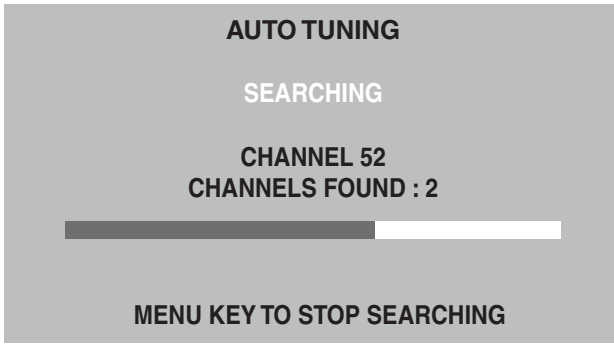 AUTO TUNING
SEARCHING
CHANNEL 52
CHANNELS FOUND : 2
MENU KEY TO STOP SEARCHING